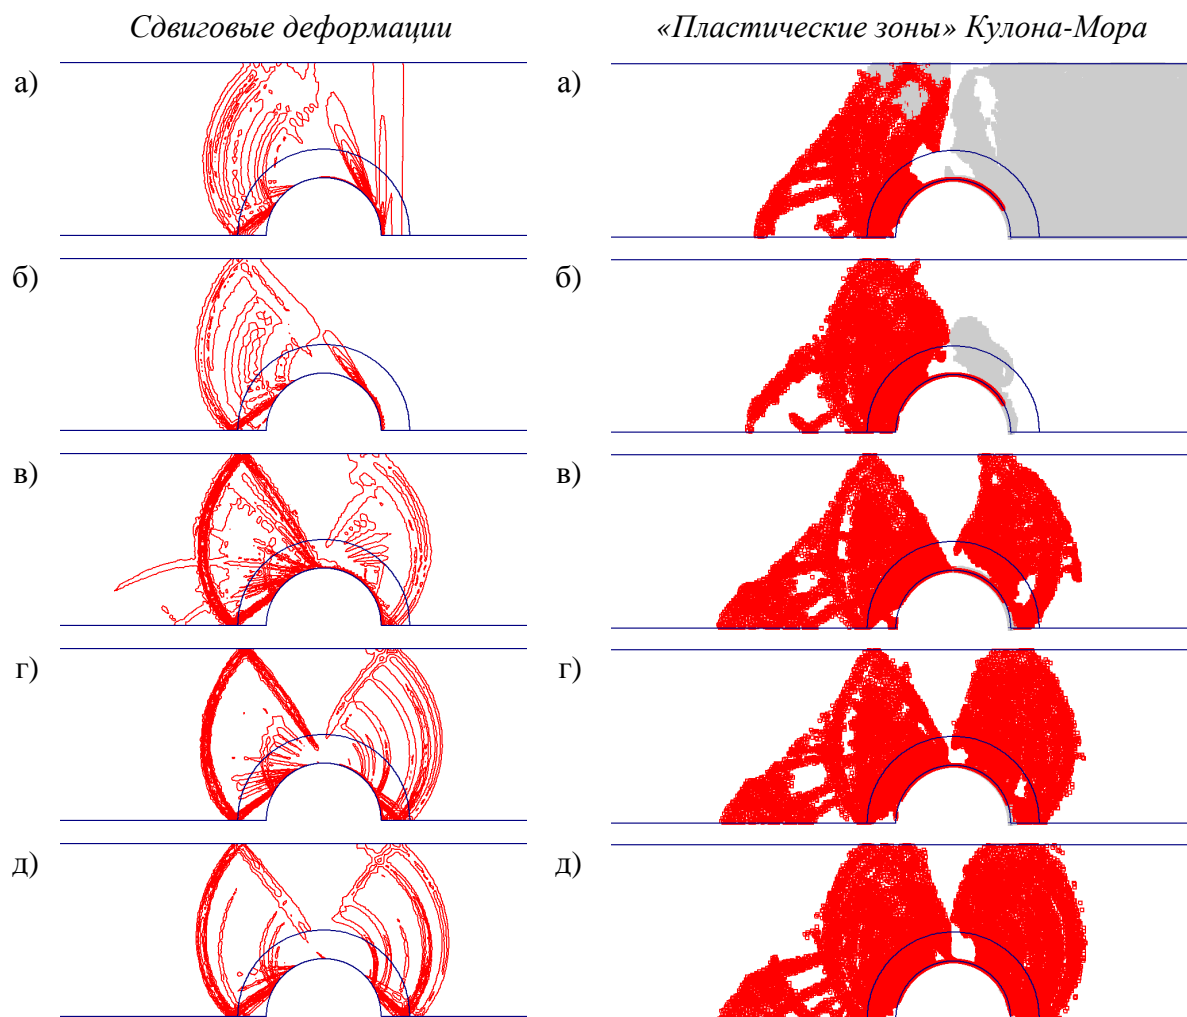 Сдвиговые деформации
«Пластические зоны» Кулона-Мора
а)
а)
б)
б)
в)
в)
г)
г)
д)
д)